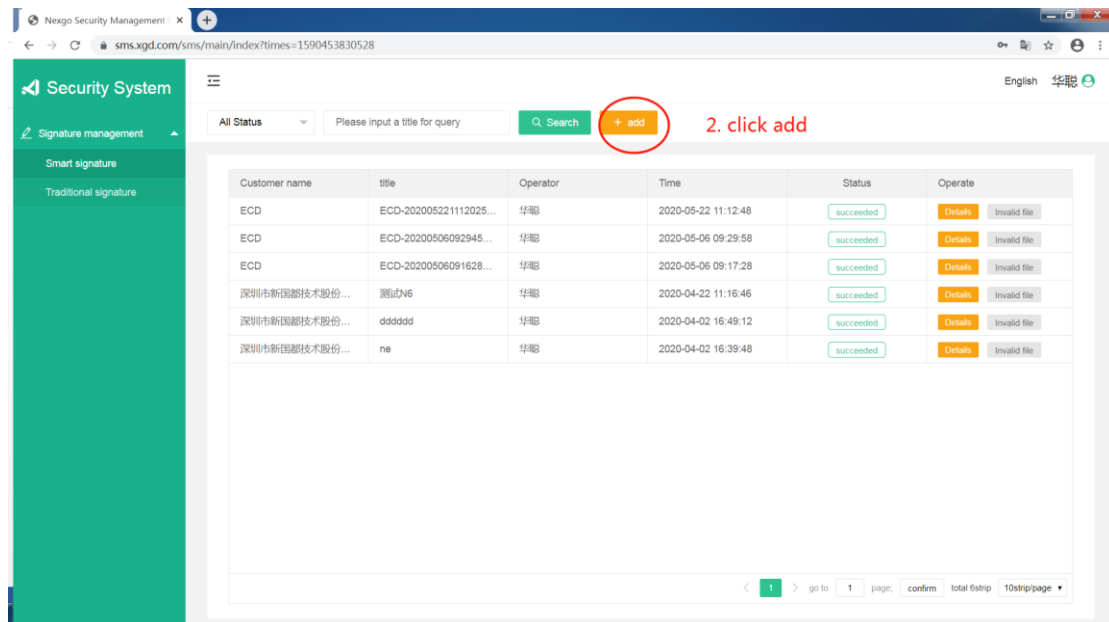 Nexgo Security Management
sms.xgd.com/sms/main/index?times=1590453830528
Security System
English 华聪
Signature management
Smart signature
Traditional signature
All Status Please input a title for query Search + add 2. click add
Customer name title Operator Time Status Operate
ECD ECD-202005221112025... 华聪 2020-05-22 11:12:48 succeeded Details Invalid file
ECD ECD-20200506092945... 华聪 2020-05-06 09:29:58 succeeded Details Invalid file
ECD ECD-20200506091628... 华聪 2020-05-06 09:17:28 succeeded Details Invalid file
深圳市新国都技术股份... 测试N6 华聪 2020-04-22 11:16:46 succeeded Details Invalid file
深圳市新国都技术股份... dddddd 华聪 2020-04-02 16:49:12 succeeded Details Invalid file
深圳市新国都技术股份... ne 华聪 2020-04-02 16:39:48 succeeded Details Invalid file
< 1 > go to 1 page; confirm total 6strip 10strip/page